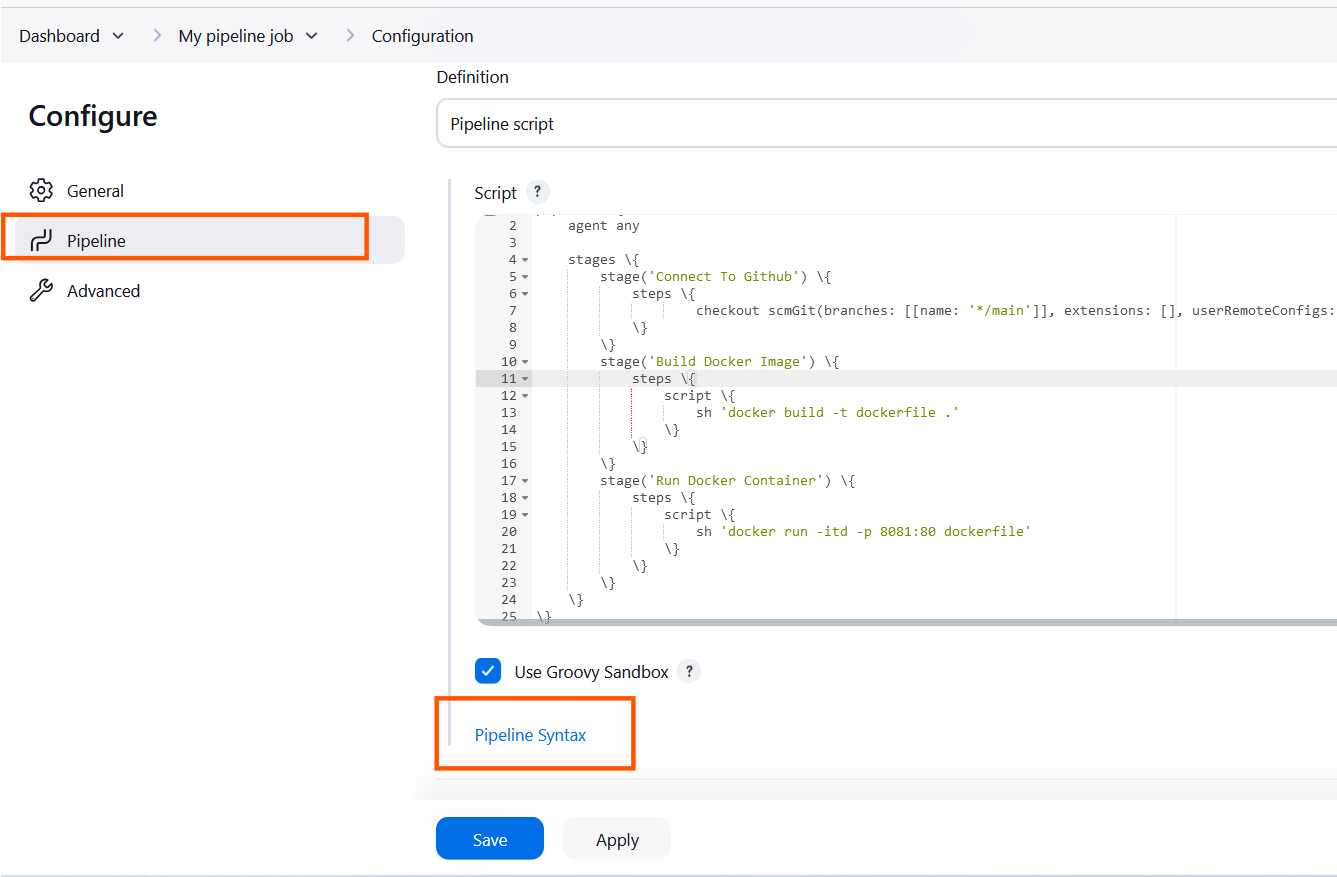 Dashboard > My pipeline job > Configuration
Configure
General
Pipeline
Advanced
Definition
Pipeline script
Script ?
2 agent any
3
4 stages \{
5 stage('Connect To Github') \{
6 steps \{
7 checkout scmGit(branches: [[name: '*/main']], extensions: [], userRemoteConfigs:
8 \}
9 \}
10 stage('Build Docker Image') \{
11 steps \{
12 script \{
13 sh 'docker build -t dockerfile .'
14 \}
15 \}
16 \}
17 stage('Run Docker Container') \{
18 steps \{
19 script \{
20 sh 'docker run -itd -p 8081:80 dockerfile'
21 \}
22 \}
23 \}
24 \}
25 \}
Use Groovy Sandbox ?
Pipeline Syntax
Save
Apply